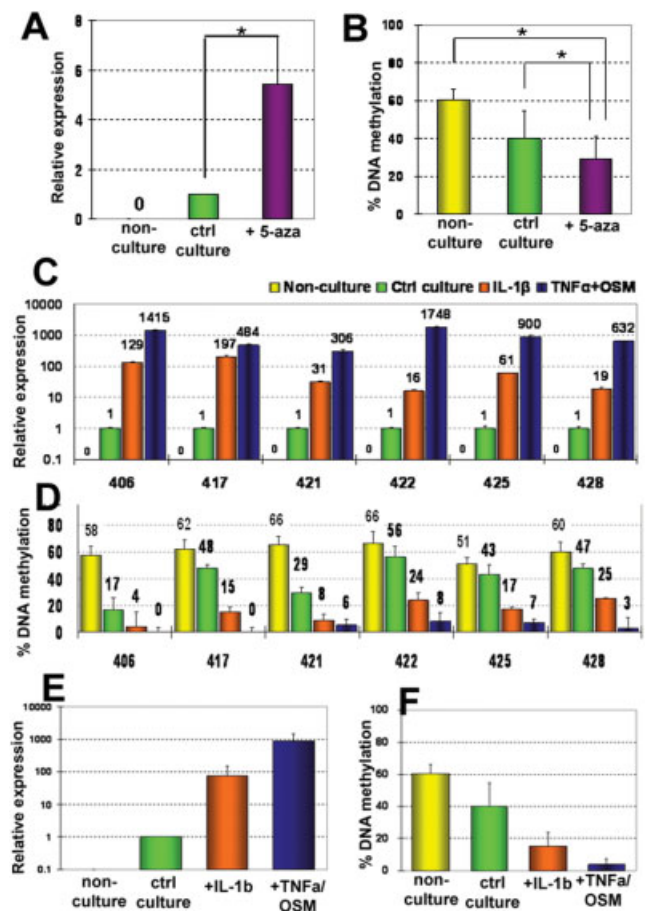 A
Relative expression
8
6
4
2
0
0
*
non-culture
ctrl culture
+ 5-aza
B
% DNA methylation
100
80
60
40
20
0
*
*
non-culture
ctrl culture
+ 5-aza
C
Non-culture Ctrl culture IL-1β TNFα+OSM
Relative expression
10000
1000
100
10
1
0.1
0 1 129 1415
0 1 197 484
0 1 31 306
0 1 16 1748
0 1 61 900
0 1 19 632
406 417 421 422 425 428
D
% DNA methylation
80
60
40
20
0
58 17 4 0
62 48 15 0
66 29 8 6
66 56 24 8
51 43 17 7
60 47 25 3
406 417 421 422 425 428
E
Relative expression
10000
1000
100
10
1
0.1
non-culture
ctrl culture
+IL-1b
+TNFa/OSM
F
% DNA methylation
100
80
60
40
20
0
non-culture
ctrl culture
+IL-1b
+TNFa/OSM